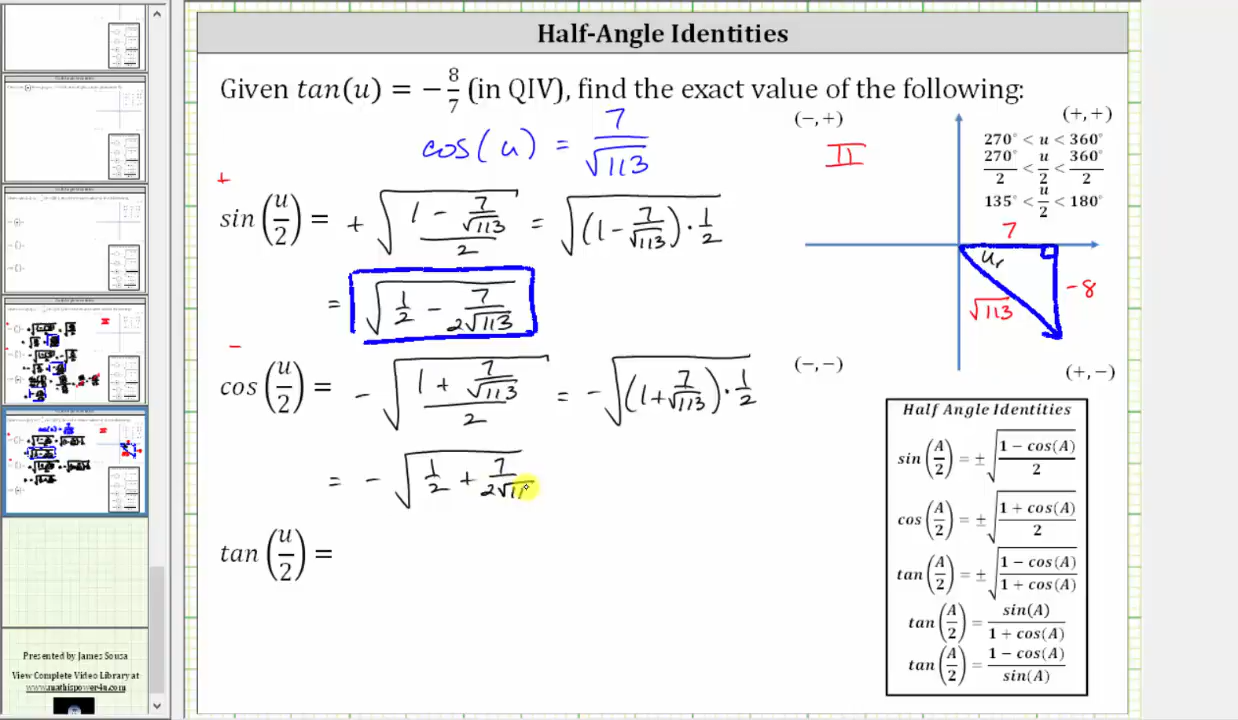 Half-Angle Identities
Given tan(u) = −8/7 (in QIV), find the exact value of the following:
cos(u) = 7/√113
(−,+)
(+,+)
II
270° < u < 360°
270°/2 < u/2 < 360°/2
135° < u/2 < 180°
+
sin(u/2) = +√((1 − 7/√113)/2) = √((1 − 7/√113) · 1/2)
7
uᵣ
−8
√113
= √(1/2 − 7/(2√113))
−
cos(u/2) = −√((1 + 7/√113)/2) = −√((1 + 7/√113) · 1/2)
(−,−)
(+,−)
= −√(1/2 + 7/(2√11
tan(u/2) =
Half Angle Identities
sin(A/2) = ±√((1 − cos(A))/2)
cos(A/2) = ±√((1 + cos(A))/2)
tan(A/2) = ±√((1 − cos(A))/(1 + cos(A)))
tan(A/2) = sin(A)/(1 + cos(A))
tan(A/2) = (1 − cos(A))/sin(A)
Presented by James Sousa
View Complete Video Library at
www.mathispower4u.com